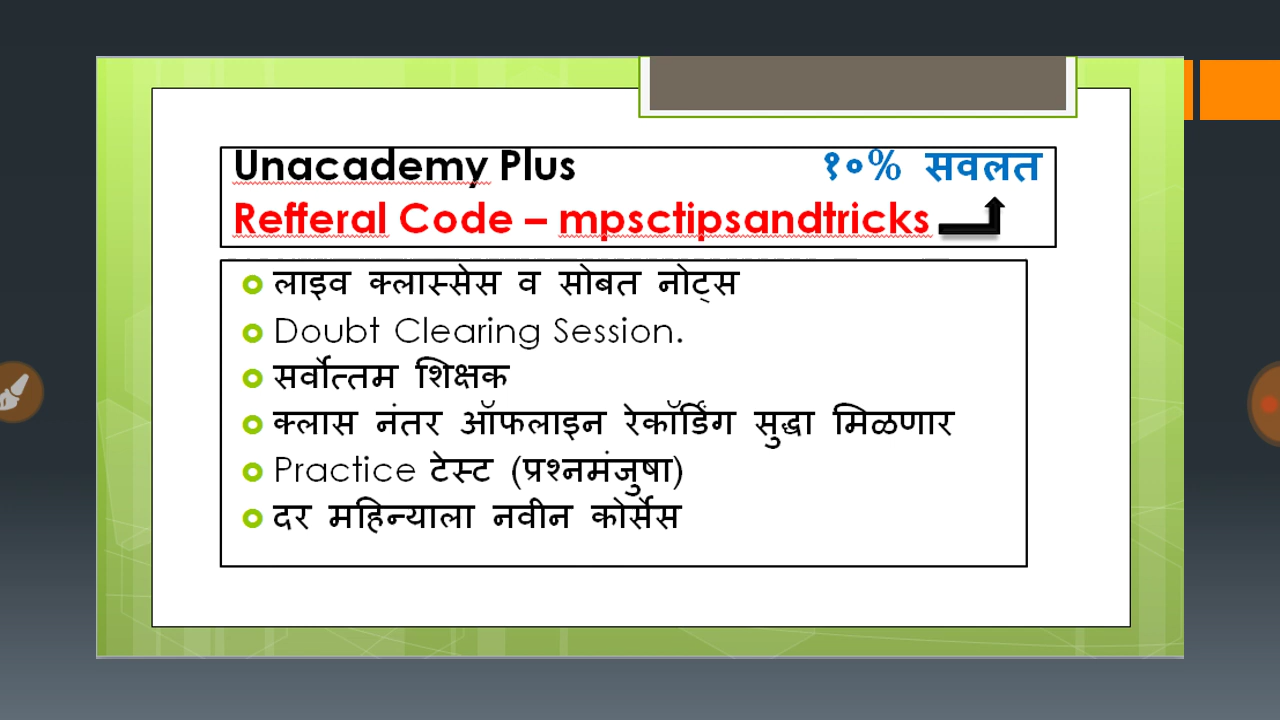 Unacademy Plus १०% सवलत
Refferal Code – mpsctipsandtricks
लाइव क्लास्सेस व सोबत नोट्स
Doubt Clearing Session.
सर्वोत्तम शिक्षक
क्लास नंतर ऑफलाइन रेकॉर्डिंग सुद्धा मिळणार
Practice टेस्ट (प्रश्नमंजुषा)
दर महिन्याला नवीन कोर्सेस